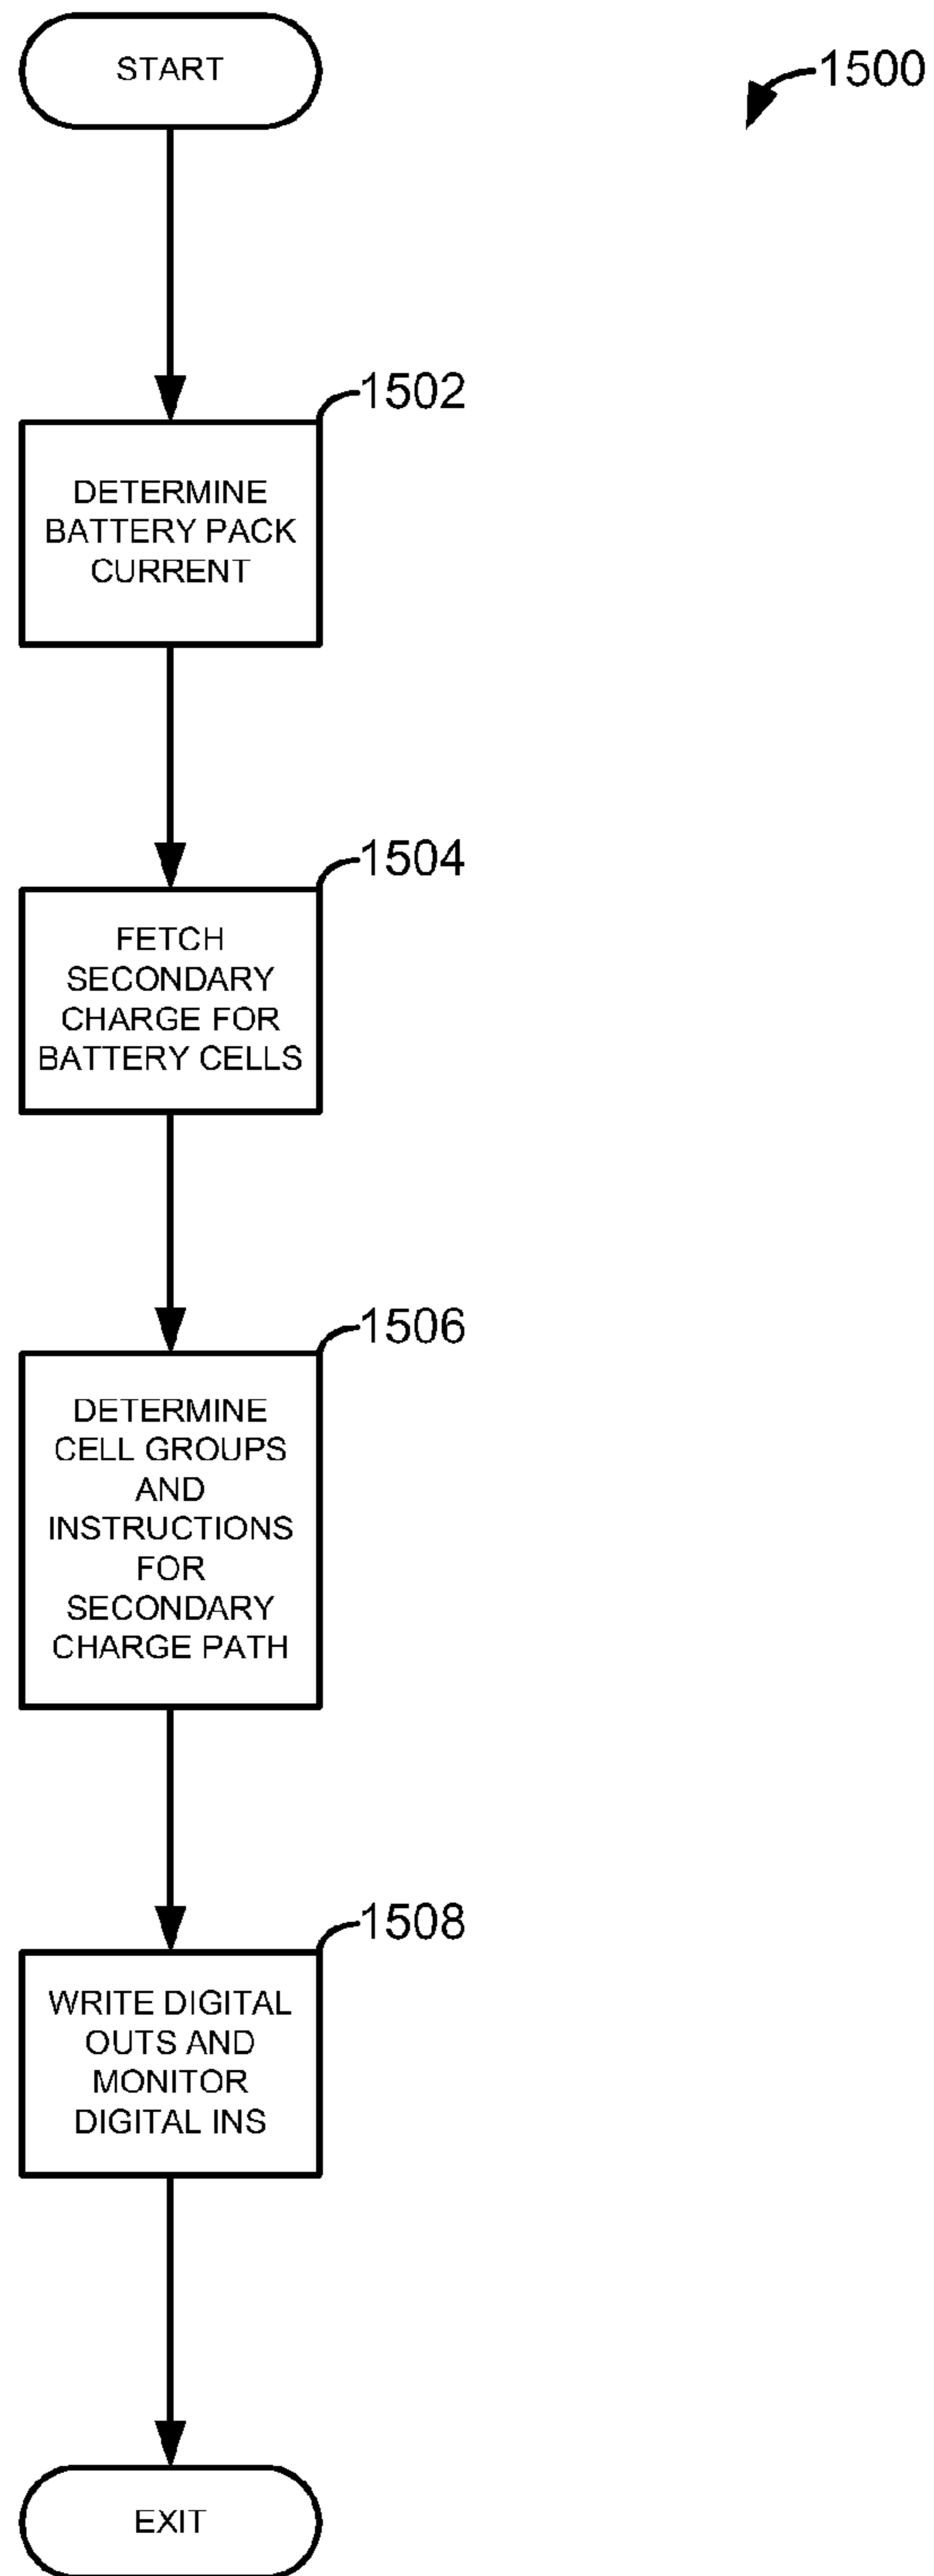 START
1500
1502
DETERMINE
BATTERY PACK
CURRENT
1504
FETCH
SECONDARY
CHARGE FOR
BATTERY CELLS
1506
DETERMINE
CELL GROUPS
AND
INSTRUCTIONS
FOR
SECONDARY
CHARGE PATH
1508
WRITE DIGITAL
OUTS AND
MONITOR
DIGITAL INS
EXIT